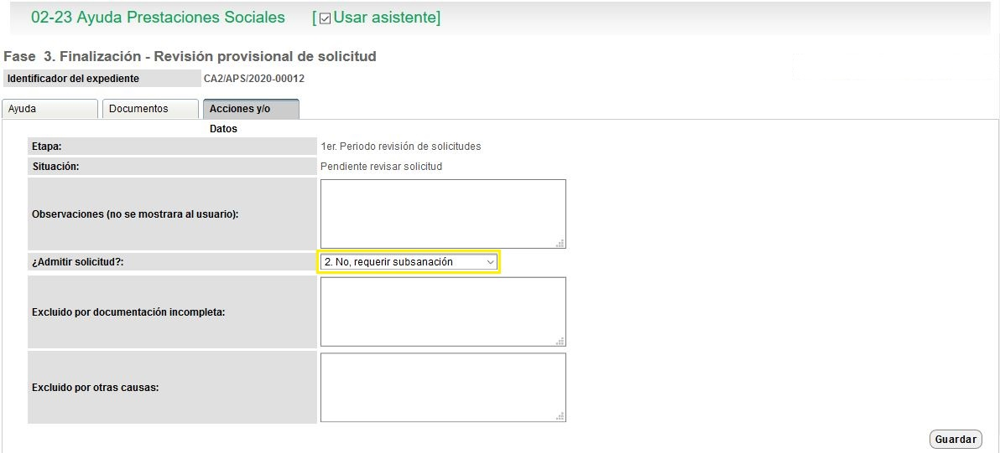 02-23 Ayuda Prestaciones Sociales [Usar asistente]
Fase 3. Finalización - Revisión provisional de solicitud
Identificador del expediente CA2/APS/2020-00012
Ayuda Documentos Acciones y/o
Datos
Etapa: 1er. Periodo revisión de solicitudes
Situación: Pendiente revisar solicitud
Observaciones (no se mostrara al usuario):
¿Admitir solicitud?: 2. No, requerir subsanación
Excluido por documentación incompleta:
Excluido por otras causas:
Guardar